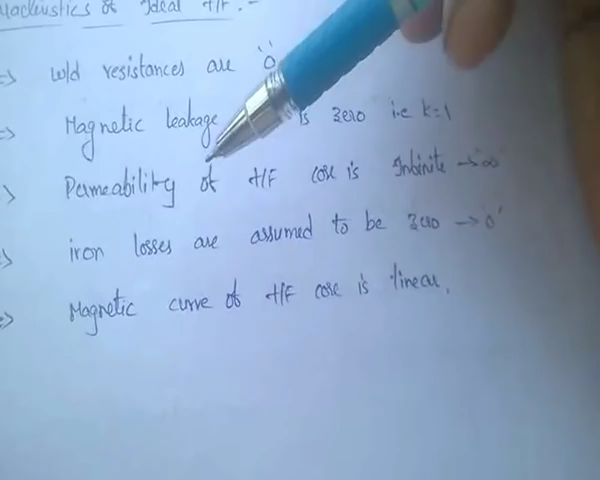 racteristics of Ideal T/F :-
=> wd resistances are "0"
=> Magnetic leakage is zero i.e k=1
=> Permeability of T/F core is Infinite → '∞'
=> iron losses are assumed to be zero → '0'
=> Magnetic curve of T/F core is linear.